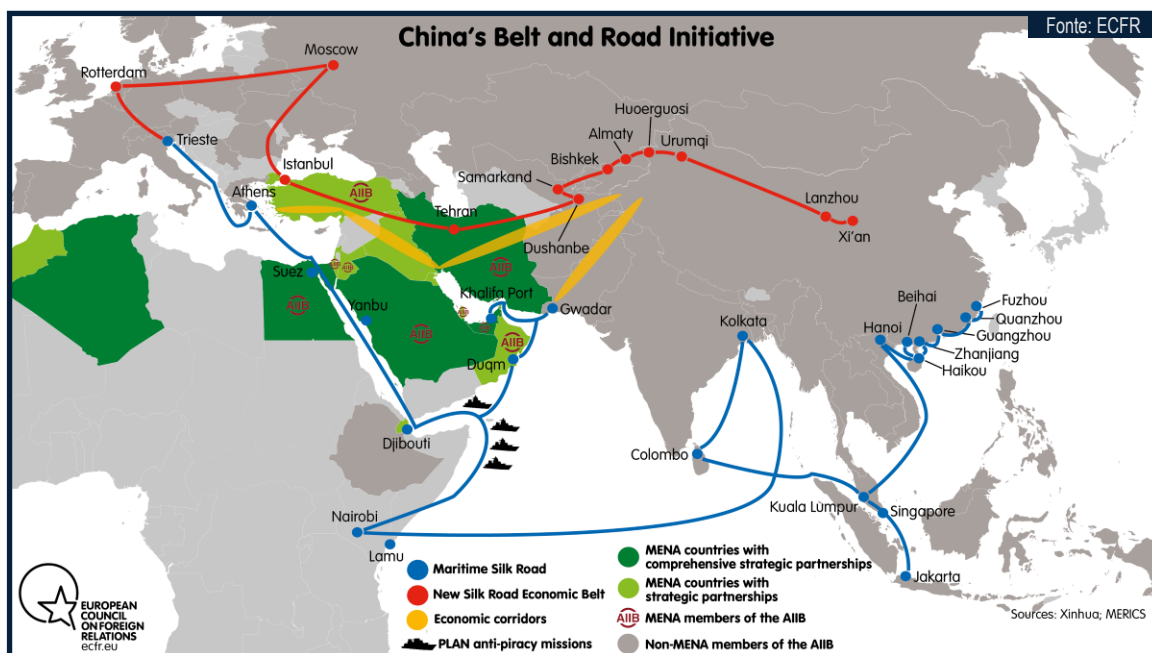 Fonte: ECFR
China's Belt and Road Initiative
Moscow
Rotterdam
Trieste
Istanbul
Athens
Huoerguosi
Almaty
Urumqi
Bishkek
Samarkand
Lanzhou
Xi'an
AIIB
Tehran
Dushanbe
AIIB
AIIB
AIIB
Suez
AIIB
Yanbu
AIIB
Khalifa Port
AIIB
AIIB
AIIB
Gwadar
Duqm
Djibouti
Kolkata
Beihai
Fuzhou
Hanoi
Quanzhou
Guangzhou
Zhanjiang
Haikou
Colombo
Kuala Lumpur
Singapore
Jakarta
Nairobi
Lamu
Maritime Silk Road
New Silk Road Economic Belt
Economic corridors
PLAN anti-piracy missions
MENA countries with
comprehensive strategic partnerships
MENA countries with
strategic partnerships
AIIB
MENA members of the AIIB
Non-MENA members of the AIIB
EUROPEAN
COUNCIL
ON FOREIGN
RELATIONS
ecfr.eu
Sources: Xinhua; MERICS